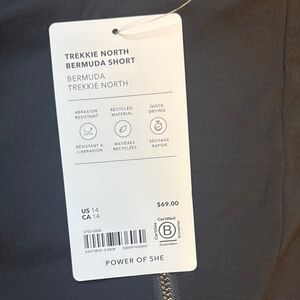 TREKKIE NORTH
BERMUDA SHORT
BERMUDA
TREKKIE NORTH
ABRASION
RESISTANT
RECYCLED
MATERIAL
QUICK
DRYING
RÉSISTANT À
L'ABRASION
MATIÈRES
RECYCLÉES
SÉCHAGE
RAPIDE
US 14
CA 14
$69.00
Certified
B
Corporation
POWER OF SHE